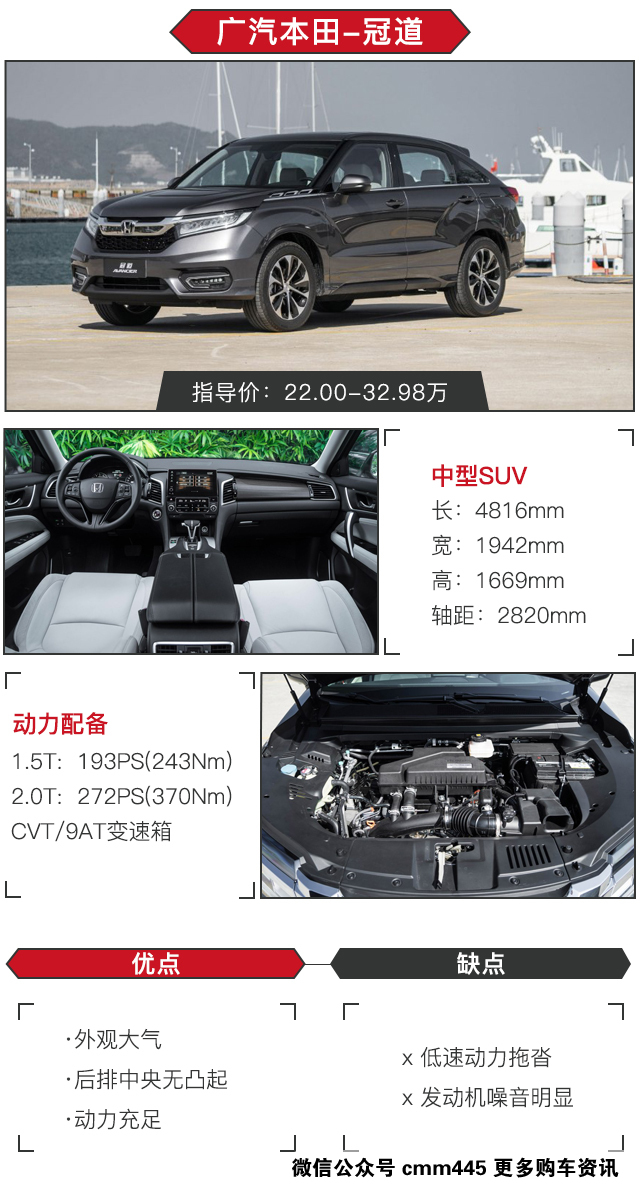 广汽本田-冠道
冠道
AVANCIER
指导价：22.00-32.98万
中型SUV
长：4816mm
宽：1942mm
高：1669mm
轴距：2820mm
动力配备
1.5T：193PS(243Nm)
2.0T：272PS(370Nm)
CVT/9AT变速箱
优点
缺点
·外观大气
·后排中央无凸起
·动力充足
x 低速动力拖沓
x 发动机噪音明显
微信公众号 cmm445 更多购车资讯